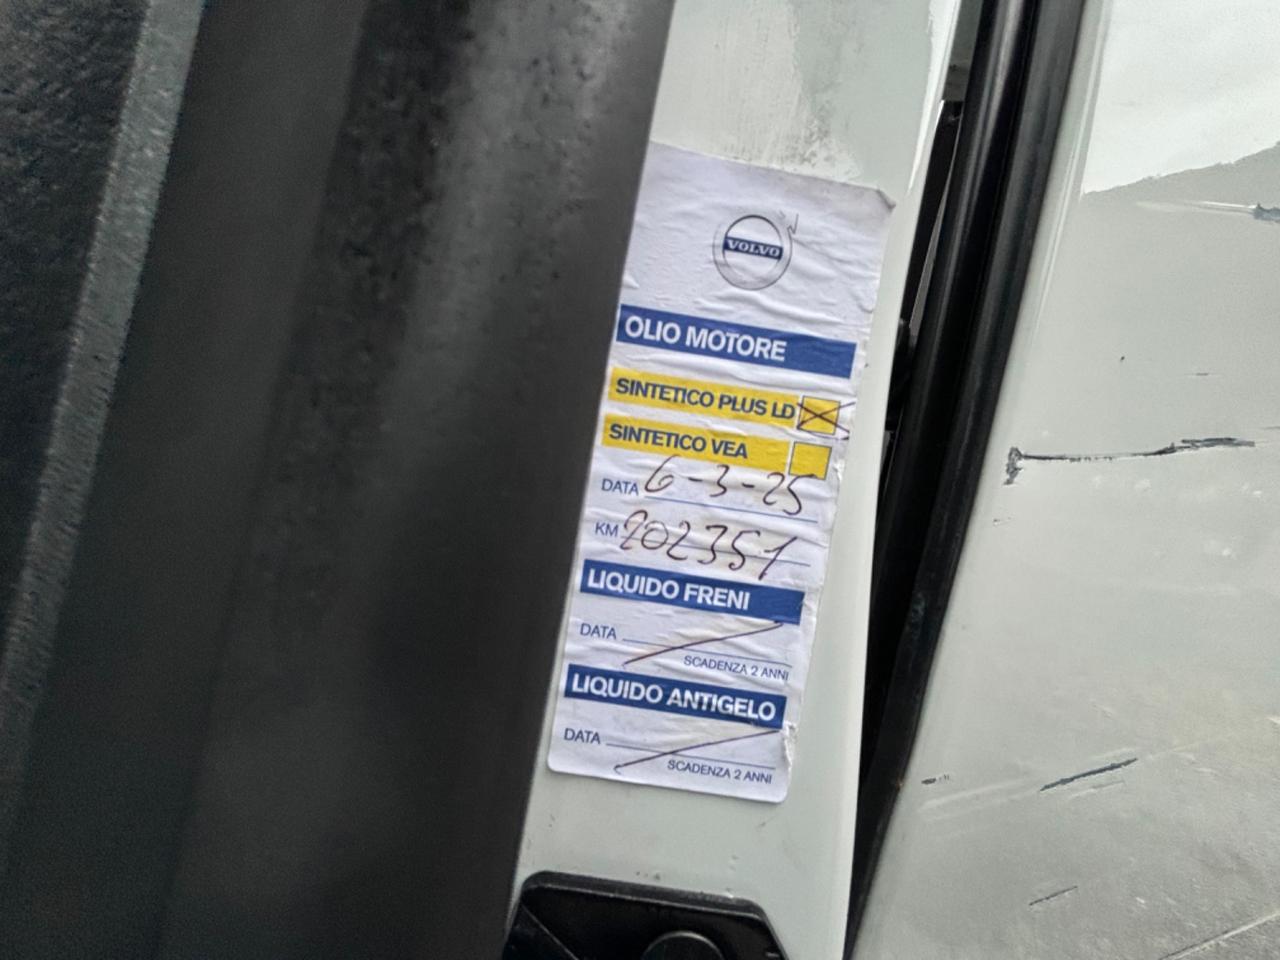 VOLVO
OLIO MOTORE
SINTETICO PLUS LD
SINTETICO VEA
DATA 6-3-25
KM 202351
LIQUIDO FRENI
DATA
SCADENZA 2 ANNI
LIQUIDO ANTIGELO
DATA
SCADENZA 2 ANNI